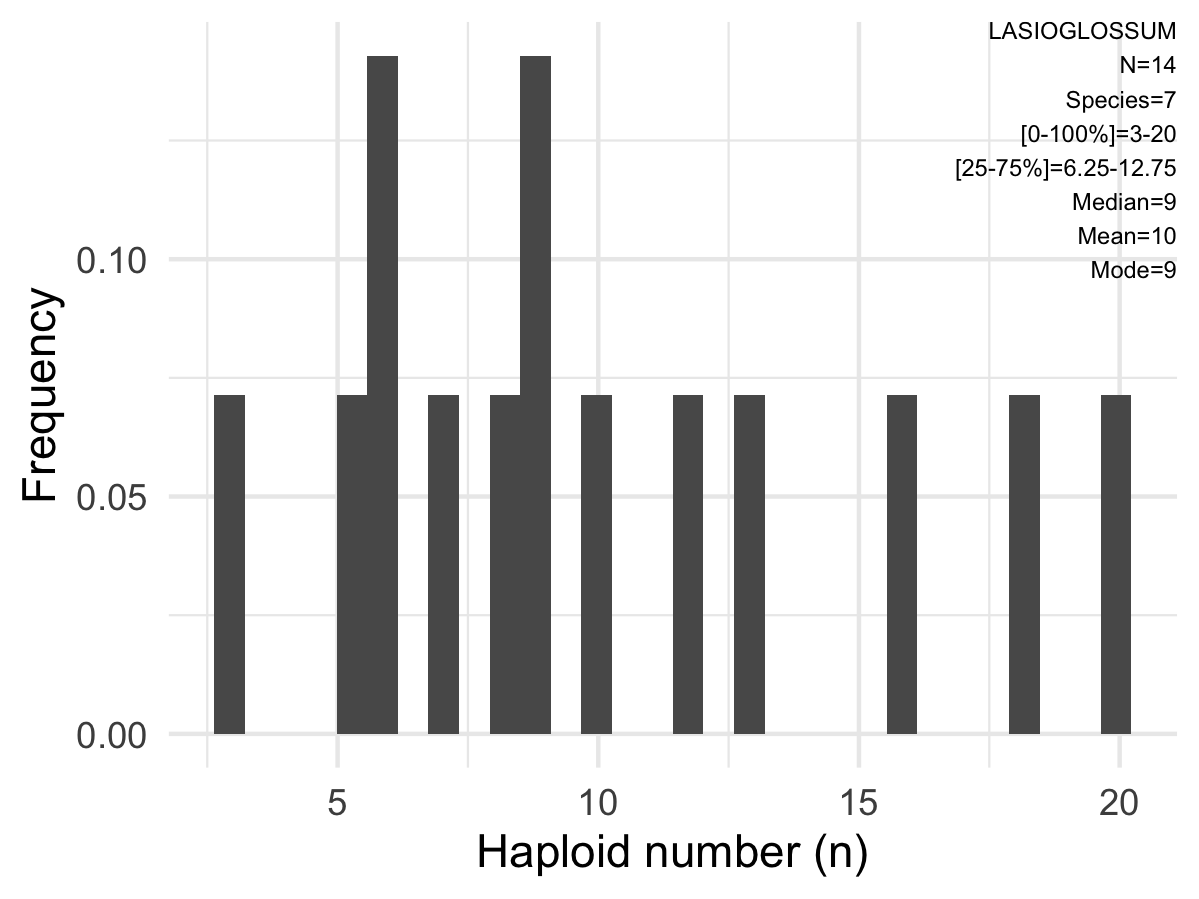 LASIOGLOSSUM
N=14
Species=7
[0-100%]=3-20
[25-75%]=6.25-12.75
Median=9
Mean=10
Mode=9
Frequency
0.10
0.05
0.00
5 10 15 20
Haploid number (n)